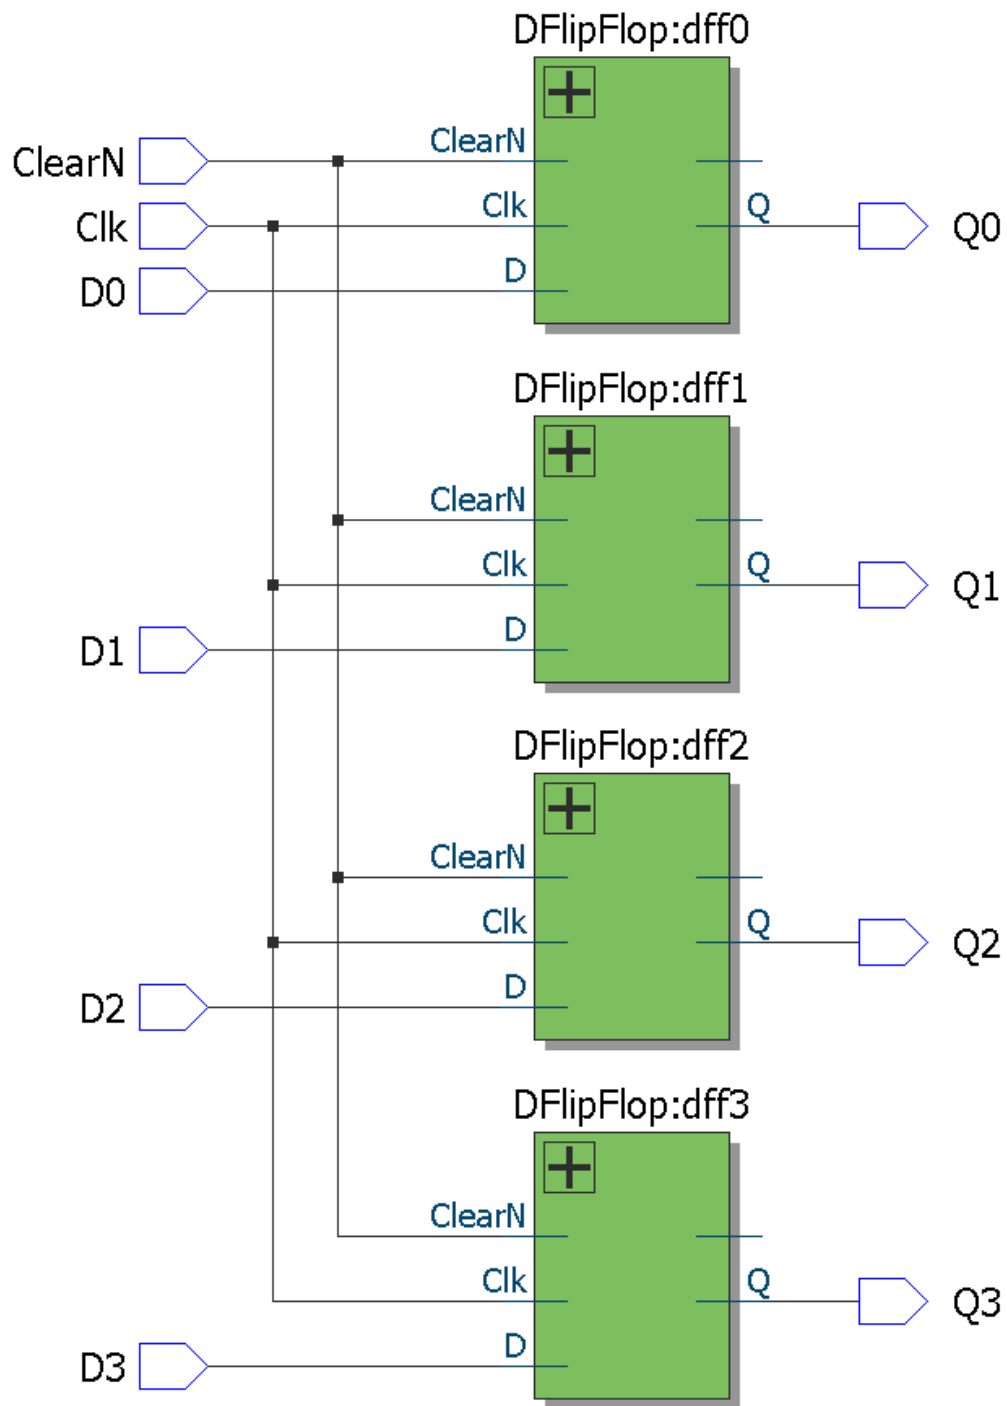 DFlipFlop:dff0
ClearN
ClearN
Clk
Clk
Q
Q0
D0
D
DFlipFlop:dff1
ClearN
Clk
Q
Q1
D1
D
DFlipFlop:dff2
ClearN
Clk
Q
Q2
D2
D
DFlipFlop:dff3
ClearN
Clk
Q
Q3
D3
D